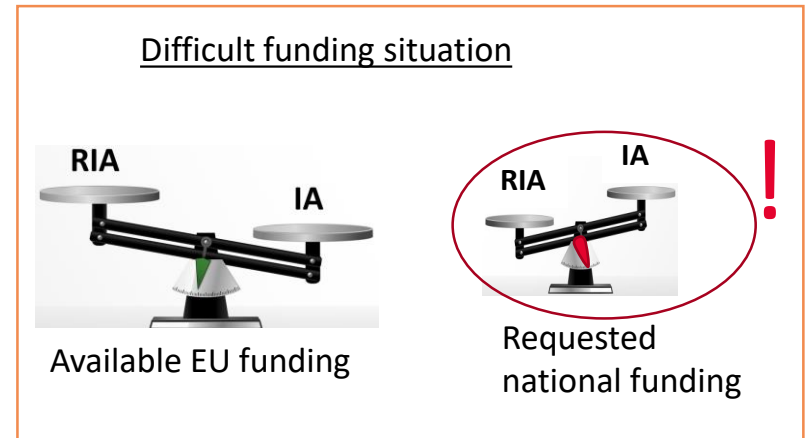 Difficult funding situation
RIA
IA
Available EU funding
RIA
IA
!
Requested
national funding